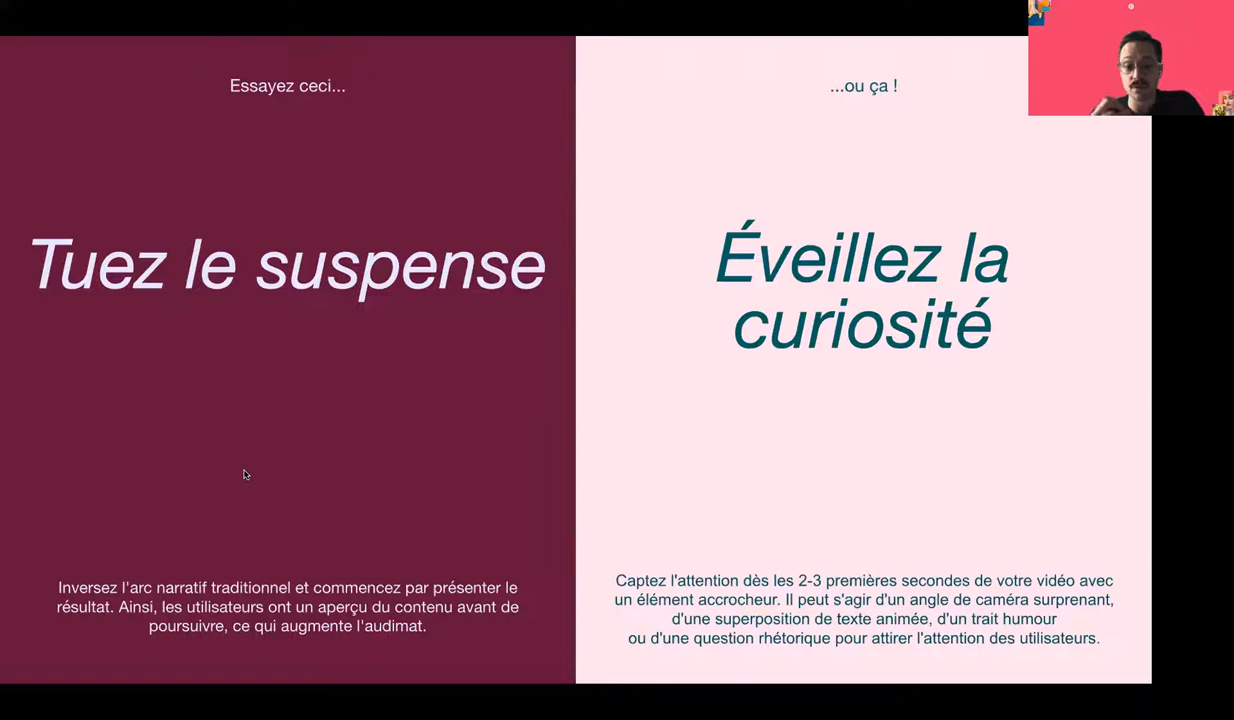 Essayez ceci...
Tuez le suspense
Inversez l'arc narratif traditionnel et commencez par présenter le
résultat. Ainsi, les utilisateurs ont un aperçu du contenu avant de
poursuivre, ce qui augmente l'audimat.
...ou ça !
Éveillez la
curiosité
Captez l'attention dès les 2-3 premières secondes de votre vidéo avec
un élément accrocheur. Il peut s'agir d'un angle de caméra surprenant,
d'une superposition de texte animée, d'un trait humour
ou d'une question rhétorique pour attirer l'attention des utilisateurs.